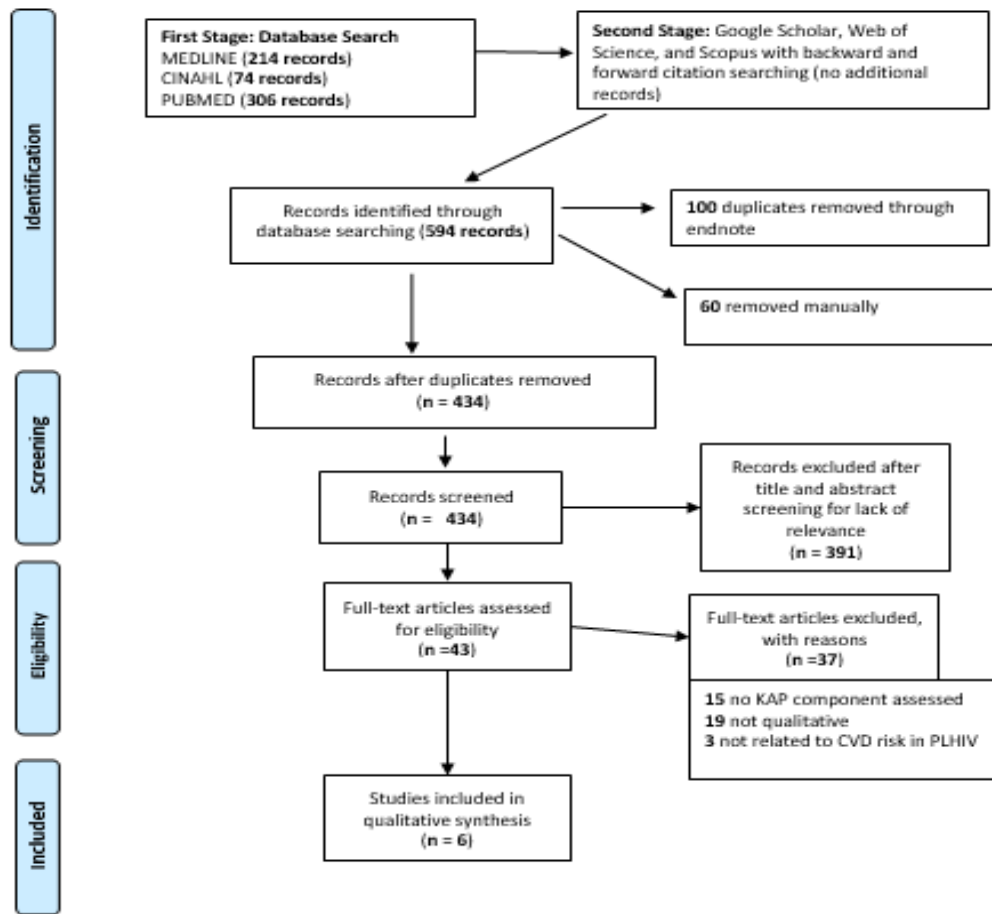 Identification
First Stage: Database Search
MEDLINE (214 records)
CINAHL (74 records)
PUBMED (306 records)
Second Stage: Google Scholar, Web of
Science, and Scopus with backward and
forward citation searching (no additional
records)
Records identified through
database searching (594 records)
100 duplicates removed through
endnote
60 removed manually
Screening
Records after duplicates removed
(n = 434)
Records screened
(n = 434)
Records excluded after
title and abstract
screening for lack of
relevance
(n = 391)
Eligibility
Full-text articles assessed
for eligibility
(n =43)
Full-text articles excluded,
with reasons
(n =37)
15 no KAP component assessed
19 not qualitative
3 not related to CVD risk in PLHIV
Included
Studies included in
qualitative synthesis
(n = 6)